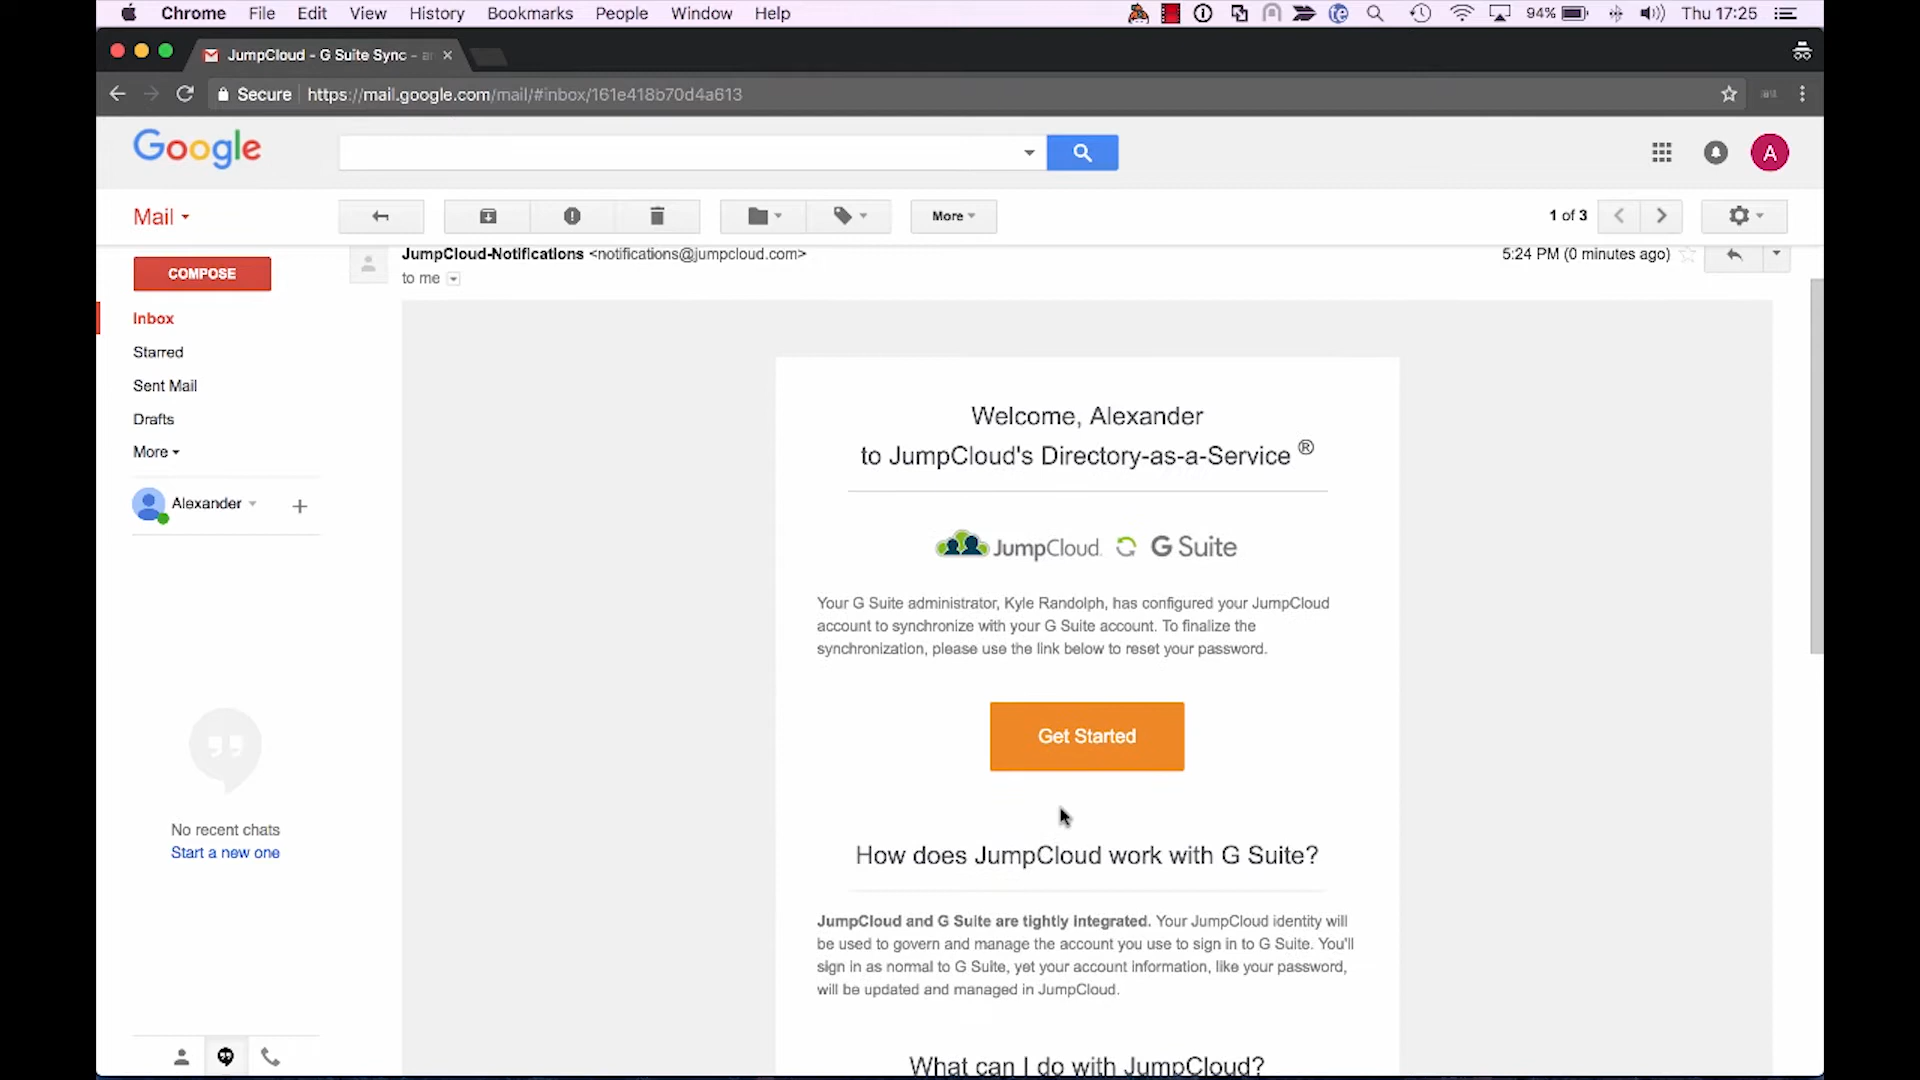 Chrome File Edit View History Bookmarks People Window Help 94% Thu 17:25
JumpCloud - G Suite Sync -
Secure https://mail.google.com/mail/#inbox/161e418b70d4a613
Google
A
Mail More 1 of 3
JumpCloud-Notifications <notifications@jumpcloud.com> 5:24 PM (0 minutes ago)
to me
COMPOSE
Inbox
Starred
Sent Mail
Drafts
More
Alexander
No recent chats
Start a new one
Welcome, Alexander
to JumpCloud's Directory-as-a-Service ®
JumpCloud. G Suite
Your G Suite administrator, Kyle Randolph, has configured your JumpCloud
account to synchronize with your G Suite account. To finalize the
synchronization, please use the link below to reset your password.
Get Started
How does JumpCloud work with G Suite?
JumpCloud and G Suite are tightly integrated. Your JumpCloud identity will
be used to govern and manage the account you use to sign in to G Suite. You'll
sign in as normal to G Suite, yet your account information, like your password,
will be updated and managed in JumpCloud.
What can I do with JumpCloud?